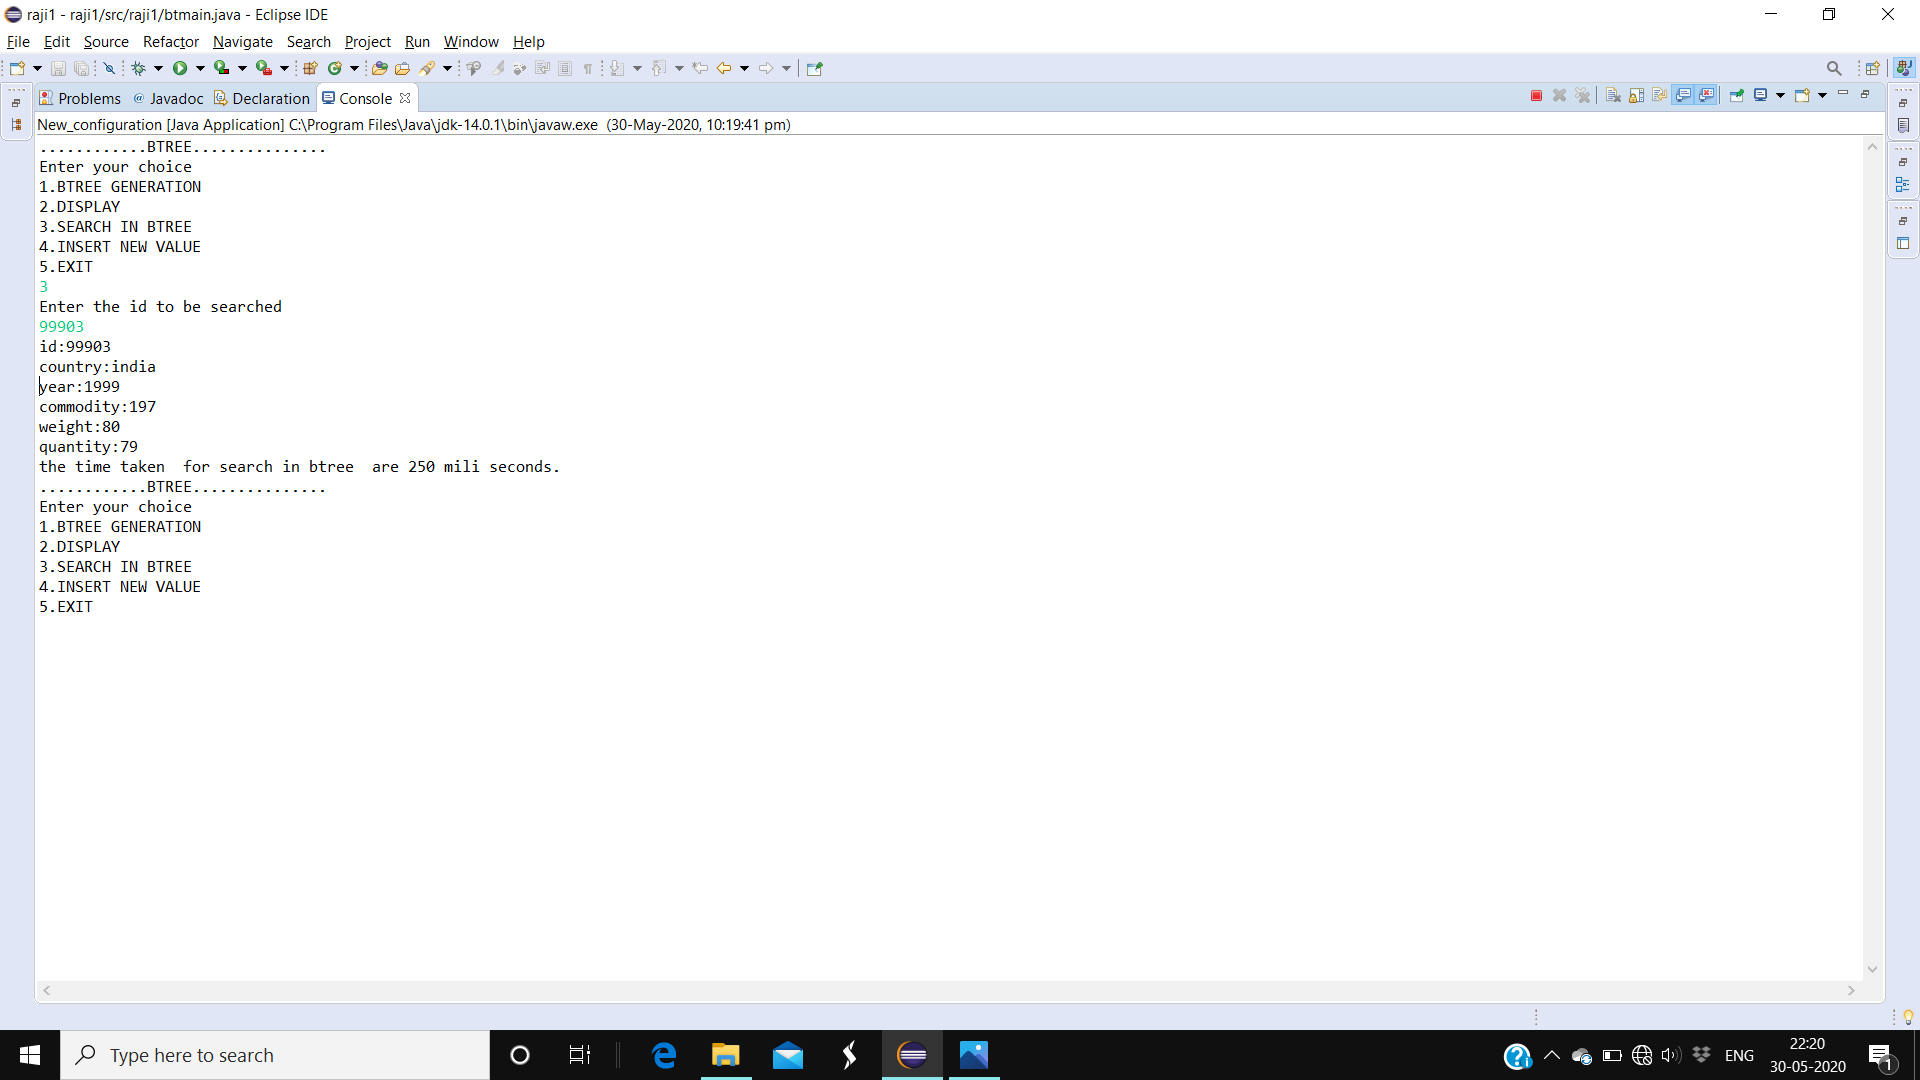 raji1 - raji1/src/raji1/btmain.java - Eclipse IDE
File Edit Source Refactor Navigate Search Project Run Window Help
Problems Javadoc Declaration Console
New_configuration [Java Application] C:\Program Files\Java\jdk-14.0.1\bin\javaw.exe (30-May-2020, 10:19:41 pm)
............BTREE...............
Enter your choice
1.BTREE GENERATION
2.DISPLAY
3.SEARCH IN BTREE
4.INSERT NEW VALUE
5.EXIT
3
Enter the id to be searched
99903
id:99903
country:india
year:1999
commodity:197
weight:80
quantity:79
the time taken  for search in btree  are 250 mili seconds.
............BTREE...............
Enter your choice
1.BTREE GENERATION
2.DISPLAY
3.SEARCH IN BTREE
4.INSERT NEW VALUE
5.EXIT
Type here to search
ENG
22:20
30-05-2020
1